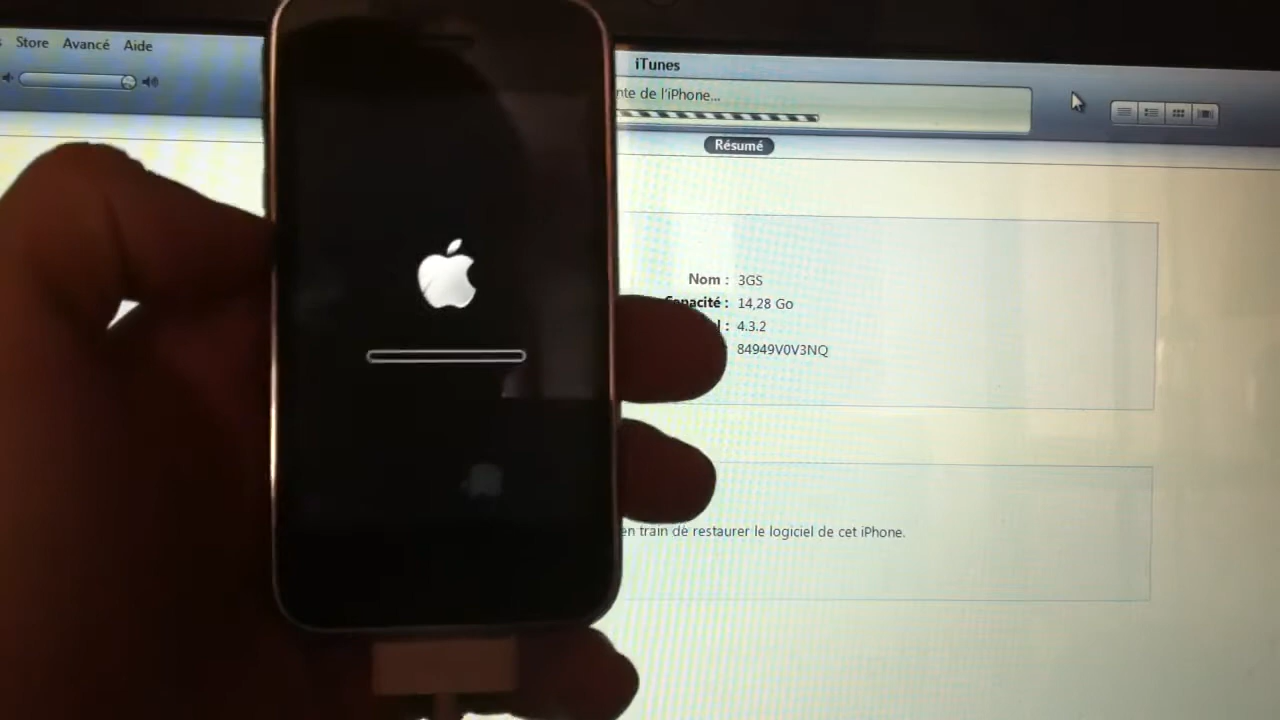 Store Avancé Aide
iTunes
nte de l'iPhone...
Résumé
Nom : 3GS
Capacité : 14,28 Go
l : 4.3.2
84949V0V3NQ
en train de restaurer le logiciel de cet iPhone.